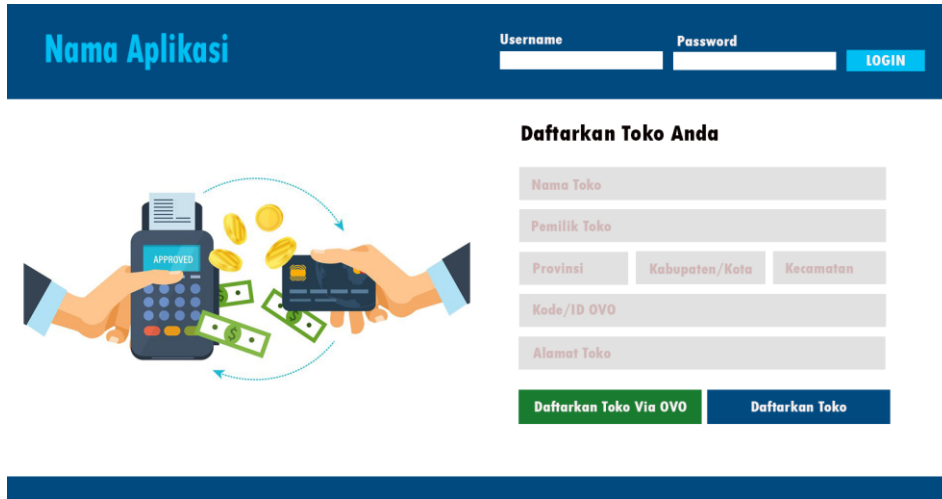 Nama Aplikasi
Username
Password
LOGIN
Daftarkan Toko Anda
Nama Toko
Pemilik Toko
Provinsi
Kabupaten/Kota
Kecamatan
Kode/ID OVO
Alamat Toko
Daftarkan Toko Via OVO
Daftarkan Toko
APPROVED